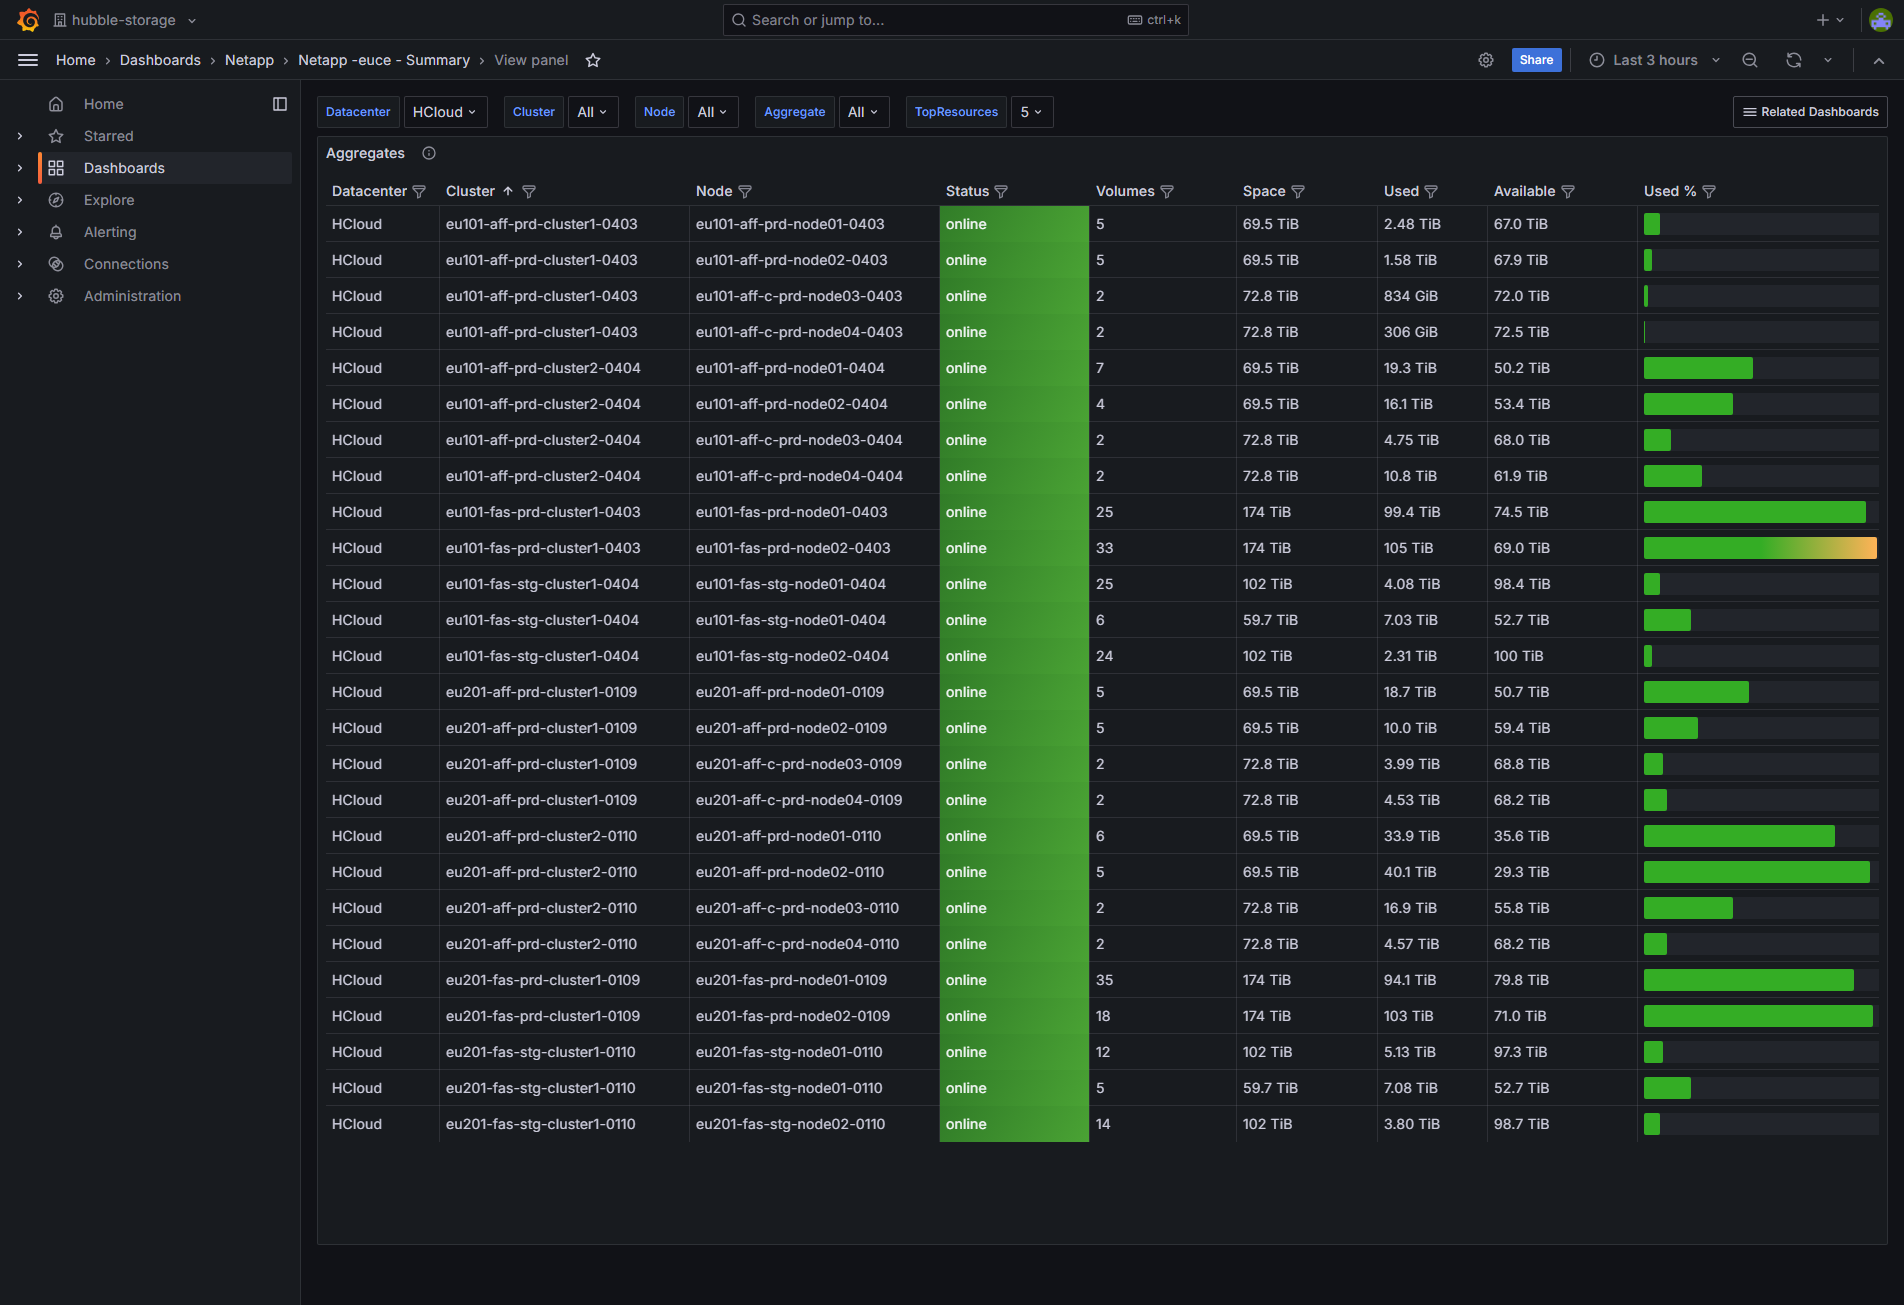 hubble-storage
Search or jump to...
ctrl+k
Home › Dashboards › Netapp › Netapp -euce - Summary › View panel
Share
Last 3 hours
Home
Starred
Dashboards
Explore
Alerting
Connections
Administration
Datacenter HCloud Cluster All Node All Aggregate All TopResources 5
Related Dashboards
Aggregates
Datacenter Cluster Node Status Volumes Space Used Available Used %
HCloud eu101-aff-prd-cluster1-0403 eu101-aff-prd-node01-0403 online 5 69.5 TiB 2.48 TiB 67.0 TiB
HCloud eu101-aff-prd-cluster1-0403 eu101-aff-prd-node02-0403 online 5 69.5 TiB 1.58 TiB 67.9 TiB
HCloud eu101-aff-prd-cluster1-0403 eu101-aff-c-prd-node03-0403 online 2 72.8 TiB 834 GiB 72.0 TiB
HCloud eu101-aff-prd-cluster1-0403 eu101-aff-c-prd-node04-0403 online 2 72.8 TiB 306 GiB 72.5 TiB
HCloud eu101-aff-prd-cluster2-0404 eu101-aff-prd-node01-0404 online 7 69.5 TiB 19.3 TiB 50.2 TiB
HCloud eu101-aff-prd-cluster2-0404 eu101-aff-prd-node02-0404 online 4 69.5 TiB 16.1 TiB 53.4 TiB
HCloud eu101-aff-prd-cluster2-0404 eu101-aff-c-prd-node03-0404 online 2 72.8 TiB 4.75 TiB 68.0 TiB
HCloud eu101-aff-prd-cluster2-0404 eu101-aff-c-prd-node04-0404 online 2 72.8 TiB 10.8 TiB 61.9 TiB
HCloud eu101-fas-prd-cluster1-0403 eu101-fas-prd-node01-0403 online 25 174 TiB 99.4 TiB 74.5 TiB
HCloud eu101-fas-prd-cluster1-0403 eu101-fas-prd-node02-0403 online 33 174 TiB 105 TiB 69.0 TiB
HCloud eu101-fas-stg-cluster1-0404 eu101-fas-stg-node01-0404 online 25 102 TiB 4.08 TiB 98.4 TiB
HCloud eu101-fas-stg-cluster1-0404 eu101-fas-stg-node01-0404 online 6 59.7 TiB 7.03 TiB 52.7 TiB
HCloud eu101-fas-stg-cluster1-0404 eu101-fas-stg-node02-0404 online 24 102 TiB 2.31 TiB 100 TiB
HCloud eu201-aff-prd-cluster1-0109 eu201-aff-prd-node01-0109 online 5 69.5 TiB 18.7 TiB 50.7 TiB
HCloud eu201-aff-prd-cluster1-0109 eu201-aff-prd-node02-0109 online 5 69.5 TiB 10.0 TiB 59.4 TiB
HCloud eu201-aff-prd-cluster1-0109 eu201-aff-c-prd-node03-0109 online 2 72.8 TiB 3.99 TiB 68.8 TiB
HCloud eu201-aff-prd-cluster1-0109 eu201-aff-c-prd-node04-0109 online 2 72.8 TiB 4.53 TiB 68.2 TiB
HCloud eu201-aff-prd-cluster2-0110 eu201-aff-prd-node01-0110 online 6 69.5 TiB 33.9 TiB 35.6 TiB
HCloud eu201-aff-prd-cluster2-0110 eu201-aff-prd-node02-0110 online 5 69.5 TiB 40.1 TiB 29.3 TiB
HCloud eu201-aff-prd-cluster2-0110 eu201-aff-c-prd-node03-0110 online 2 72.8 TiB 16.9 TiB 55.8 TiB
HCloud eu201-aff-prd-cluster2-0110 eu201-aff-c-prd-node04-0110 online 2 72.8 TiB 4.57 TiB 68.2 TiB
HCloud eu201-fas-prd-cluster1-0109 eu201-fas-prd-node01-0109 online 35 174 TiB 94.1 TiB 79.8 TiB
HCloud eu201-fas-prd-cluster1-0109 eu201-fas-prd-node02-0109 online 18 174 TiB 103 TiB 71.0 TiB
HCloud eu201-fas-stg-cluster1-0110 eu201-fas-stg-node01-0110 online 12 102 TiB 5.13 TiB 97.3 TiB
HCloud eu201-fas-stg-cluster1-0110 eu201-fas-stg-node01-0110 online 5 59.7 TiB 7.08 TiB 52.7 TiB
HCloud eu201-fas-stg-cluster1-0110 eu201-fas-stg-node02-0110 online 14 102 TiB 3.80 TiB 98.7 TiB